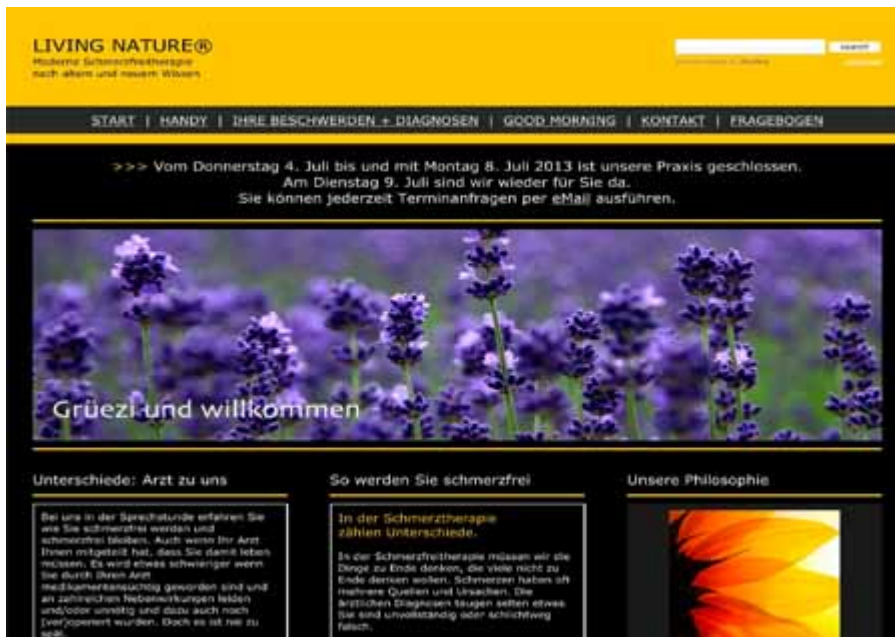 LIVING NATURE®
Moderne Schmerzfreitherapie
nach altem und neuem Wissen
search
START | HANDY | IHRE BESCHWERDEN + DIAGNOSEN | GOOD MORNING | KONTAKT | FRAGEBOGEN
>>> Vom Donnerstag 4. Juli bis und mit Montag 8. Juli 2013 ist unsere Praxis geschlossen.
Am Dienstag 9. Juli sind wir wieder für Sie da.
Sie können jederzeit Terminanfragen per eMail ausführen.
Grüezi und willkommen
Unterschiede: Arzt zu uns
Bei uns in der Sprechstunde erfahren Sie
wie Sie schmerzfrei werden und
schmerzfrei bleiben. Auch wenn Ihr Arzt
Ihnen mitgeteilt hat, dass Sie damit leben
müssen. Es wird etwas schwieriger wenn
Sie durch Ihren Arzt
medikamentensüchtig geworden sind und
an zahlreichen Nebenwirkungen leiden
und/oder unnötig und dazu auch noch
(ver)operiert wurden. Doch es ist nie zu
spät.
So werden Sie schmerzfrei
In der Schmerztherapie
zählen Unterschiede.
In der Schmerzfreitherapie müssen wir die
Dinge zu Ende denken, die viele nicht zu
Ende denken wollen. Schmerzen haben oft
mehrere Quellen und Ursachen. Die
ärztlichen Diagnosen taugen selten etwas.
Sie sind unvollständig oder schlichtweg
falsch.
Unsere Philosophie